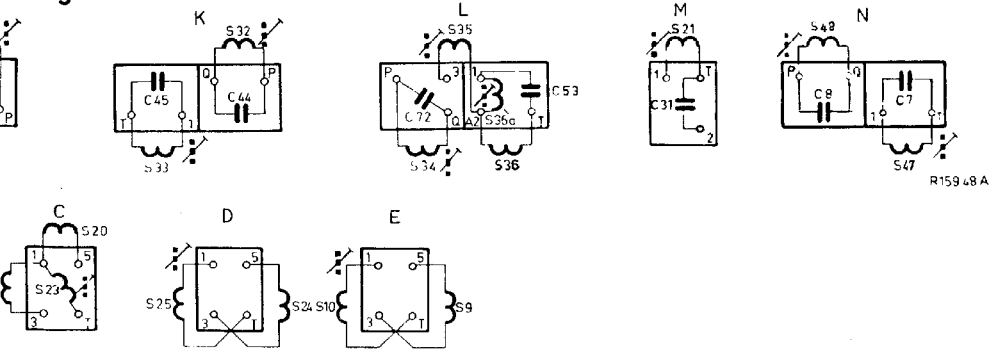 K
L
M
N
S32
S35
S21
S48
Q
P
P
3
1
1
T
P
Q
C45
C44
C72
C53
C31
C8
C7
T
1
Q
A2
S36a
T
2
1
T
P
S33
S34
S36
S47
R159 48 A
C
D
E
S20
1
5
S23
3
T
1
5
S25
S24
3
T
1
5
S10
S9
3
T